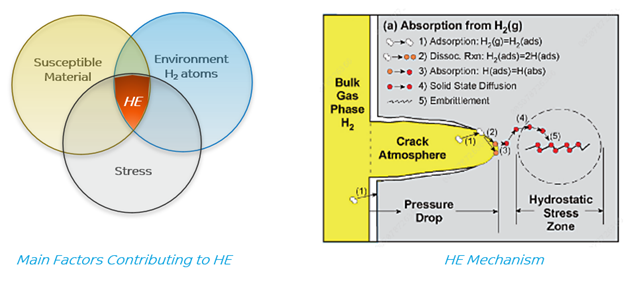 Susceptible
Material
Environment
H₂ atoms
HE
Stress
Main Factors Contributing to HE
(a) Absorption from H₂(g)
1) Adsorption: H₂(g)=H₂(ads)
2) Dissoc. Rxn: H₂(ads)=2H(ads)
3) Absorption: H(ads)=H(abs)
4) Solid State Diffusion
5) Embrittlement
Bulk
Gas
Phase
H₂
Crack
Atmosphere
(1)
(2)
(3)
(4)
(5)
(1)
Pressure
Drop
Hydrostatic
Stress
Zone
HE Mechanism